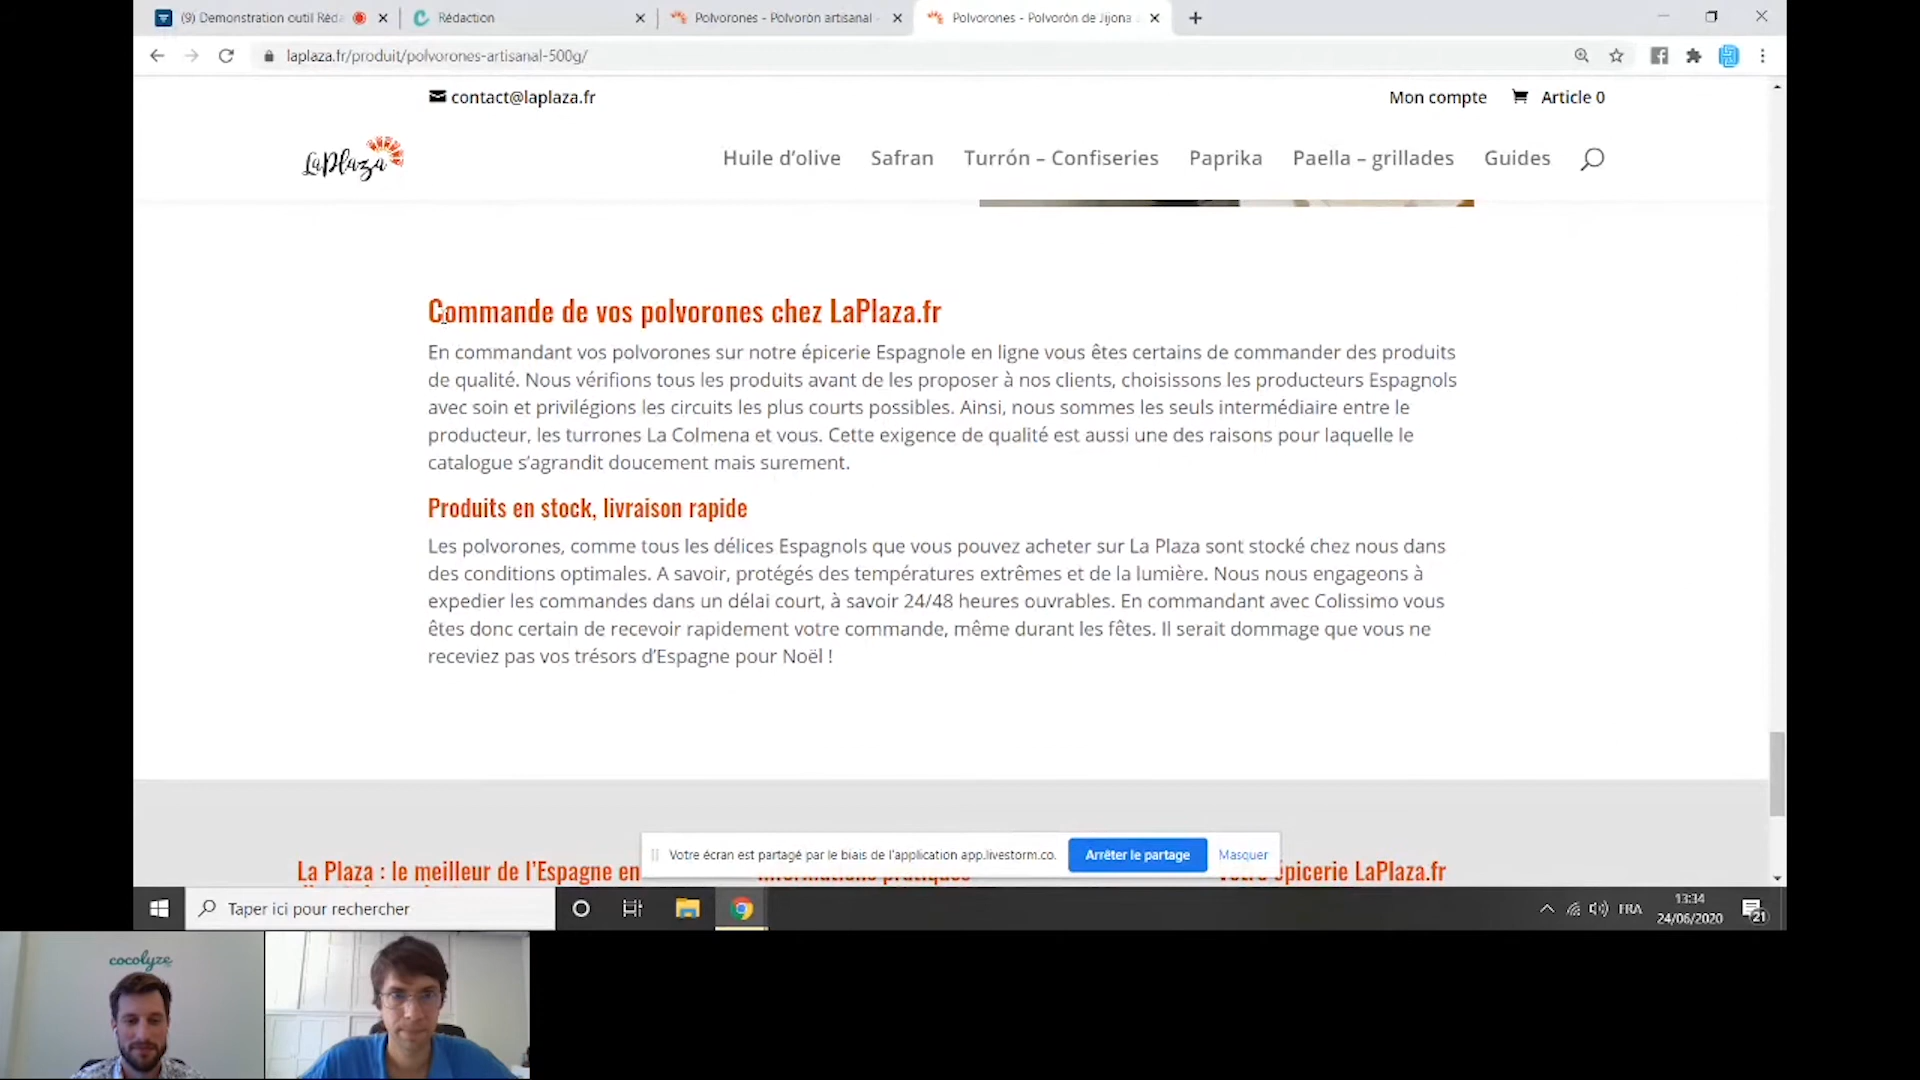 (9) Demonstration outil Réda
Rédaction
Polvorones - Polvorón artisanal
Polvorones - Polvorón de Jijona
laplaza.fr/produit/polvorones-artisanal-500g/
contact@laplaza.fr
Mon compte
Article 0
LaPlaza
Huile d'olive
Safran
Turrón – Confiseries
Paprika
Paella – grillades
Guides
Commande de vos polvorones chez LaPlaza.fr
En commandant vos polvorones sur notre épicerie Espagnole en ligne vous êtes certains de commander des produits
de qualité. Nous vérifions tous les produits avant de les proposer à nos clients, choisissons les producteurs Espagnols
avec soin et privilégions les circuits les plus courts possibles. Ainsi, nous sommes les seuls intermédiaire entre le
producteur, les turrones La Colmena et vous. Cette exigence de qualité est aussi une des raisons pour laquelle le
catalogue s'agrandit doucement mais surement.
Produits en stock, livraison rapide
Les polvorones, comme tous les délices Espagnols que vous pouvez acheter sur La Plaza sont stocké chez nous dans
des conditions optimales. A savoir, protégés des températures extrêmes et de la lumière. Nous nous engageons à
expedier les commandes dans un délai court, à savoir 24/48 heures ouvrables. En commandant avec Colissimo vous
êtes donc certain de recevoir rapidement votre commande, même durant les fêtes. Il serait dommage que vous ne
receviez pas vos trésors d'Espagne pour Noël !
Votre écran est partagé par le biais de l'application app.livestorm.co.
Arrêter le partage
Masquer
La Plaza : le meilleur de l'Espagne en
informations pratiques
épicerie LaPlaza.fr
Taper ici pour rechercher
FRA
13:34
24/06/2020
21
cocolyze